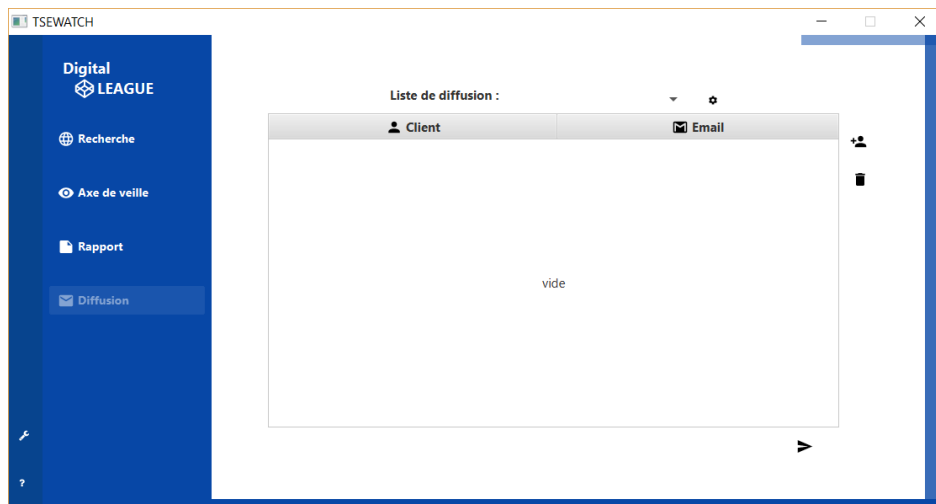 TSEWATCH
Digital
LEAGUE
Recherche
Axe de veille
Rapport
Diffusion
?
Liste de diffusion :
Client Email
vide